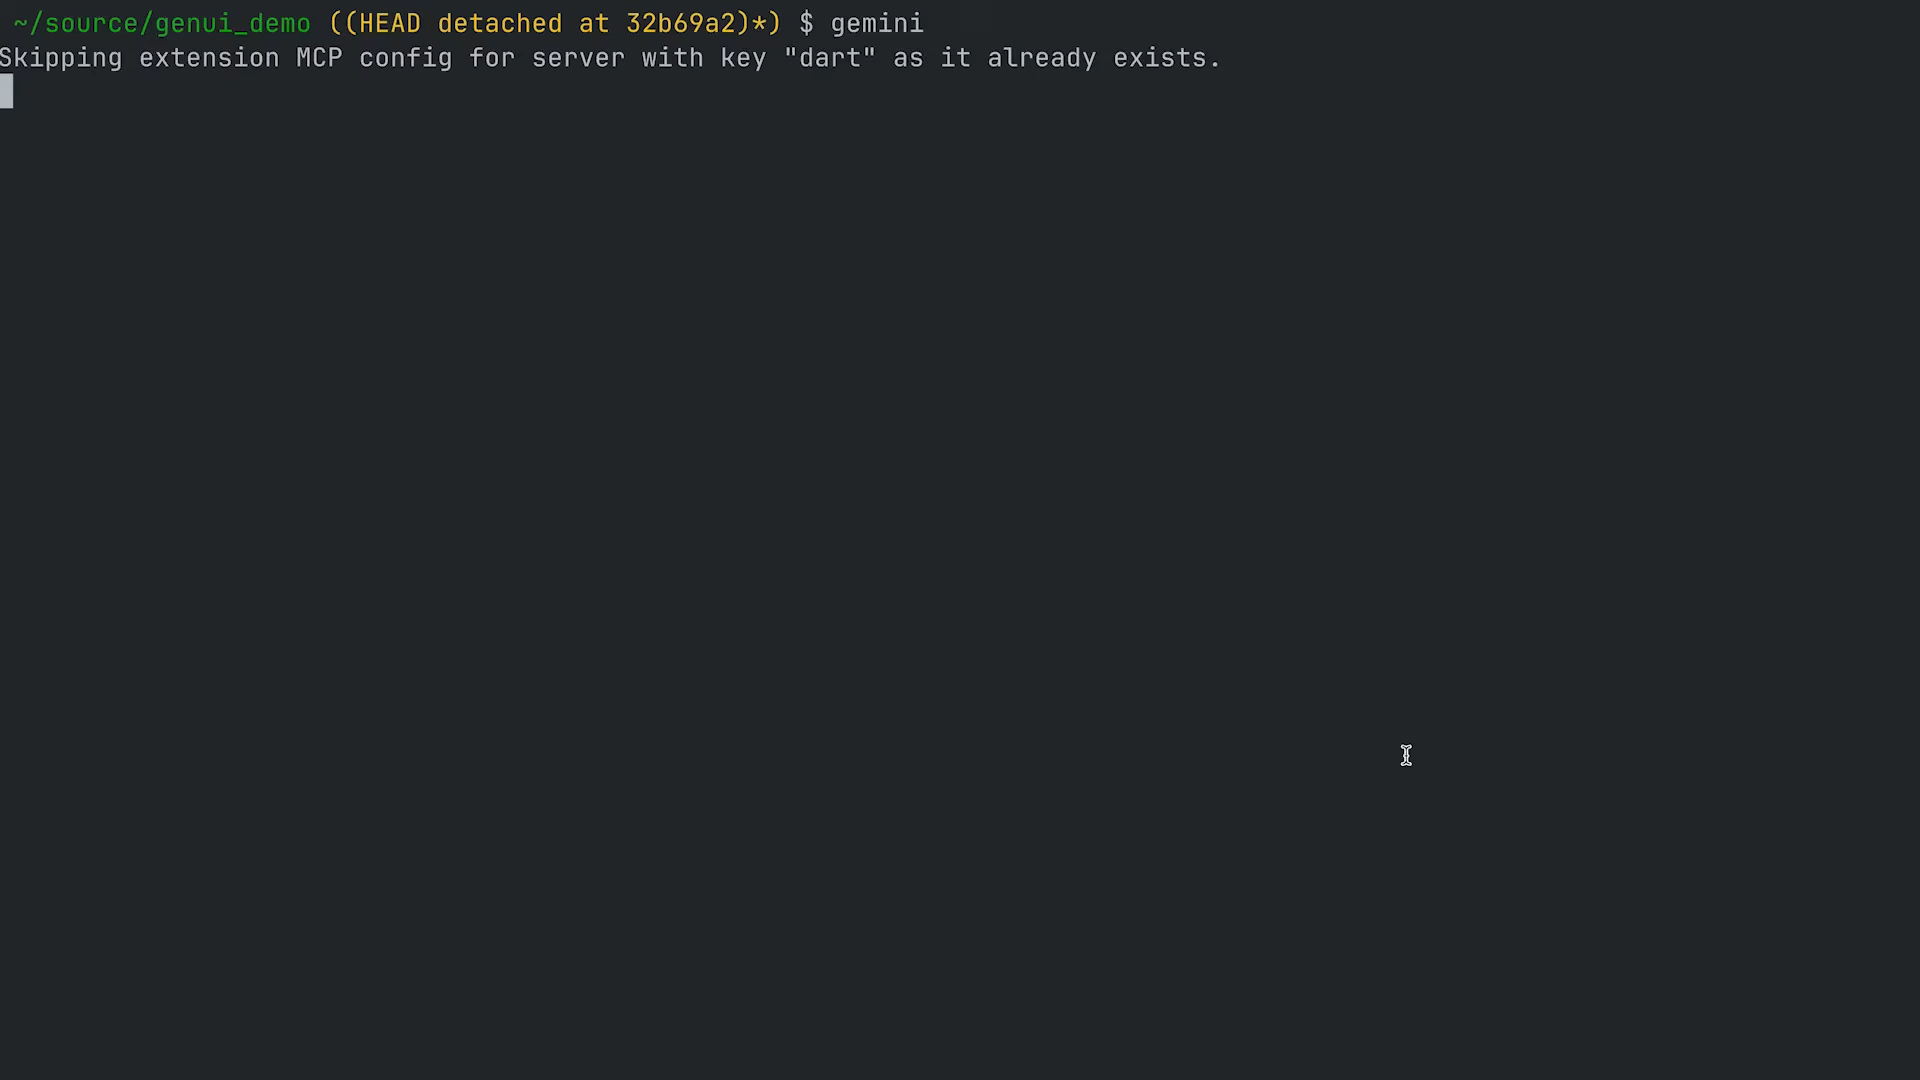 ~/source/genui_demo ((HEAD detached at 32b69a2)*) $ gemini
Skipping extension MCP config for server with key "dart" as it already exists.